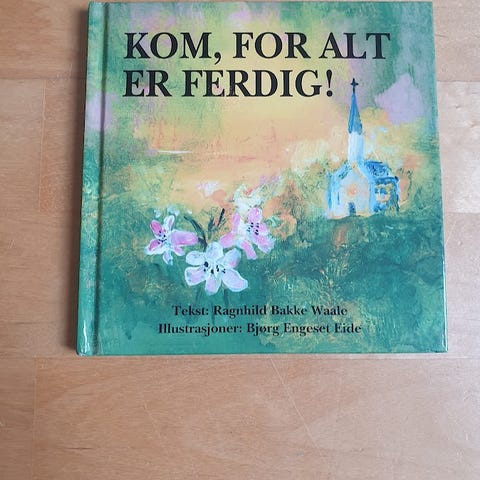 KOM, FOR ALT
ER FERDIG!
Tekst: Ragnhild Bakke Waale
Illustrasjoner: Bjørg Engeset Eide